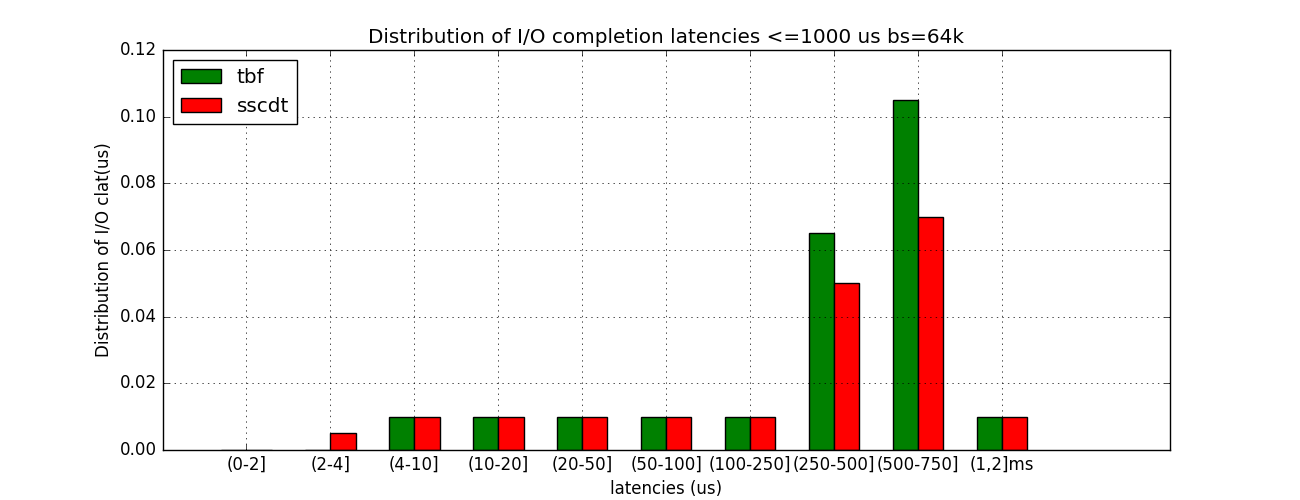 Distribution of I/O completion latencies <=1000 us bs=64k
tbf
sscdt
Distribution of I/O clat(us)
0.12
0.10
0.08
0.06
0.04
0.02
0.00
(0-2] (2-4] (4-10] (10-20] (20-50] (50-100] (100-250] (250-500] (500-750] (1,2]ms
latencies (us)